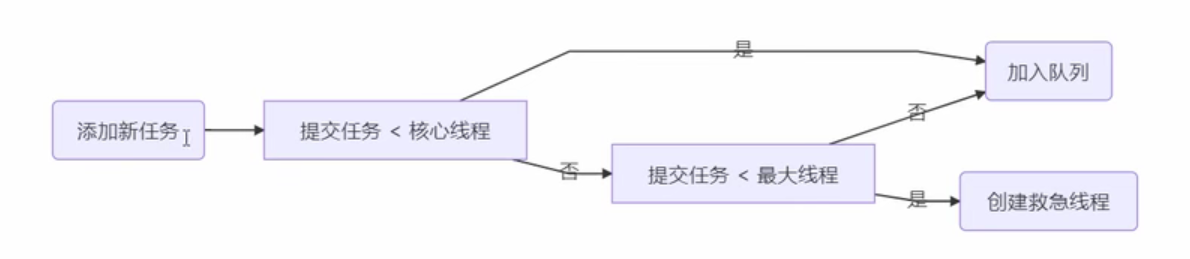 添加新任务
提交任务 < 核心线程
是
加入队列
否
提交任务 < 最大线程
否
是
创建救急线程